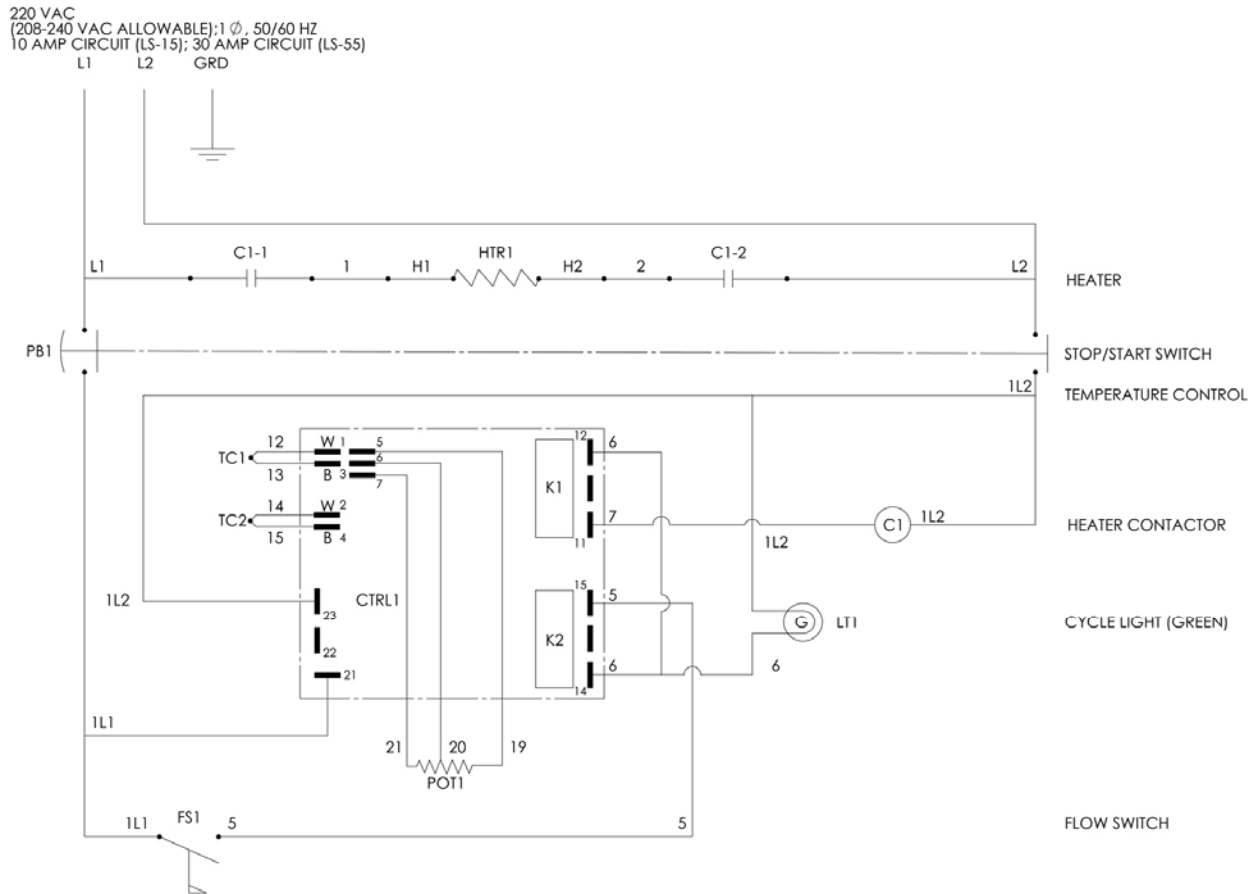 220 VAC
(208-240 VAC ALLOWABLE);1 Ø, 50/60 HZ
10 AMP CIRCUIT (LS-15); 30 AMP CIRCUIT (LS-55)
L1 L2 GRD
C1-1 HTR1 C1-2
L1 1 H1 H2 2 L2
HEATER
PB1
STOP/START SWITCH
1L2
TEMPERATURE CONTROL
12 W 1 5 12 6
TC1 6
13 B 3 7
K1
14 W 2
TC2
15 B 4
7
11
C1 1L2
1L2
HEATER CONTACTOR
1L2 CTRL1 15 5
23
K2
G LT1
CYCLE LIGHT (GREEN)
22
21
6
14
6
1L1
21 20 19
POT1
1L1 FS1 5 5
FLOW SWITCH